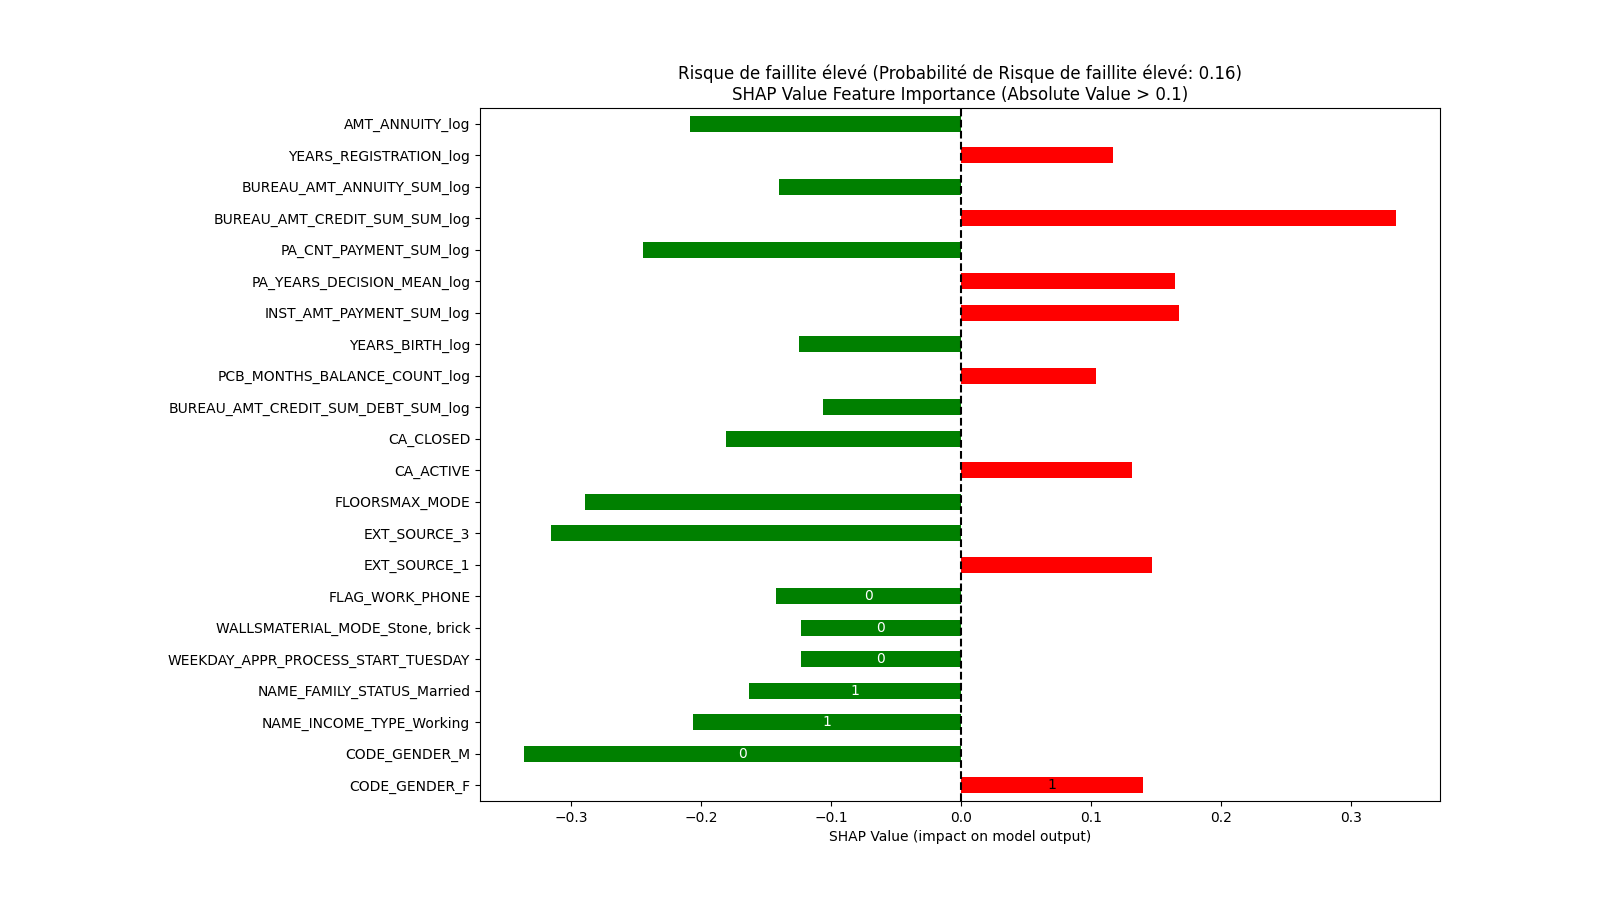 Risque de faillite élevé (Probabilité de Risque de faillite élevé: 0.16)
SHAP Value Feature Importance (Absolute Value > 0.1)
AMT_ANNUITY_log
YEARS_REGISTRATION_log
BUREAU_AMT_ANNUITY_SUM_log
BUREAU_AMT_CREDIT_SUM_SUM_log
PA_CNT_PAYMENT_SUM_log
PA_YEARS_DECISION_MEAN_log
INST_AMT_PAYMENT_SUM_log
YEARS_BIRTH_log
PCB_MONTHS_BALANCE_COUNT_log
BUREAU_AMT_CREDIT_SUM_DEBT_SUM_log
CA_CLOSED
CA_ACTIVE
FLOORSMAX_MODE
EXT_SOURCE_3
EXT_SOURCE_1
FLAG_WORK_PHONE 0
WALLSMATERIAL_MODE_Stone, brick 0
WEEKDAY_APPR_PROCESS_START_TUESDAY 0
NAME_FAMILY_STATUS_Married 1
NAME_INCOME_TYPE_Working 1
CODE_GENDER_M 0
CODE_GENDER_F 1
−0.3 −0.2 −0.1 0.0 0.1 0.2 0.3
SHAP Value (impact on model output)